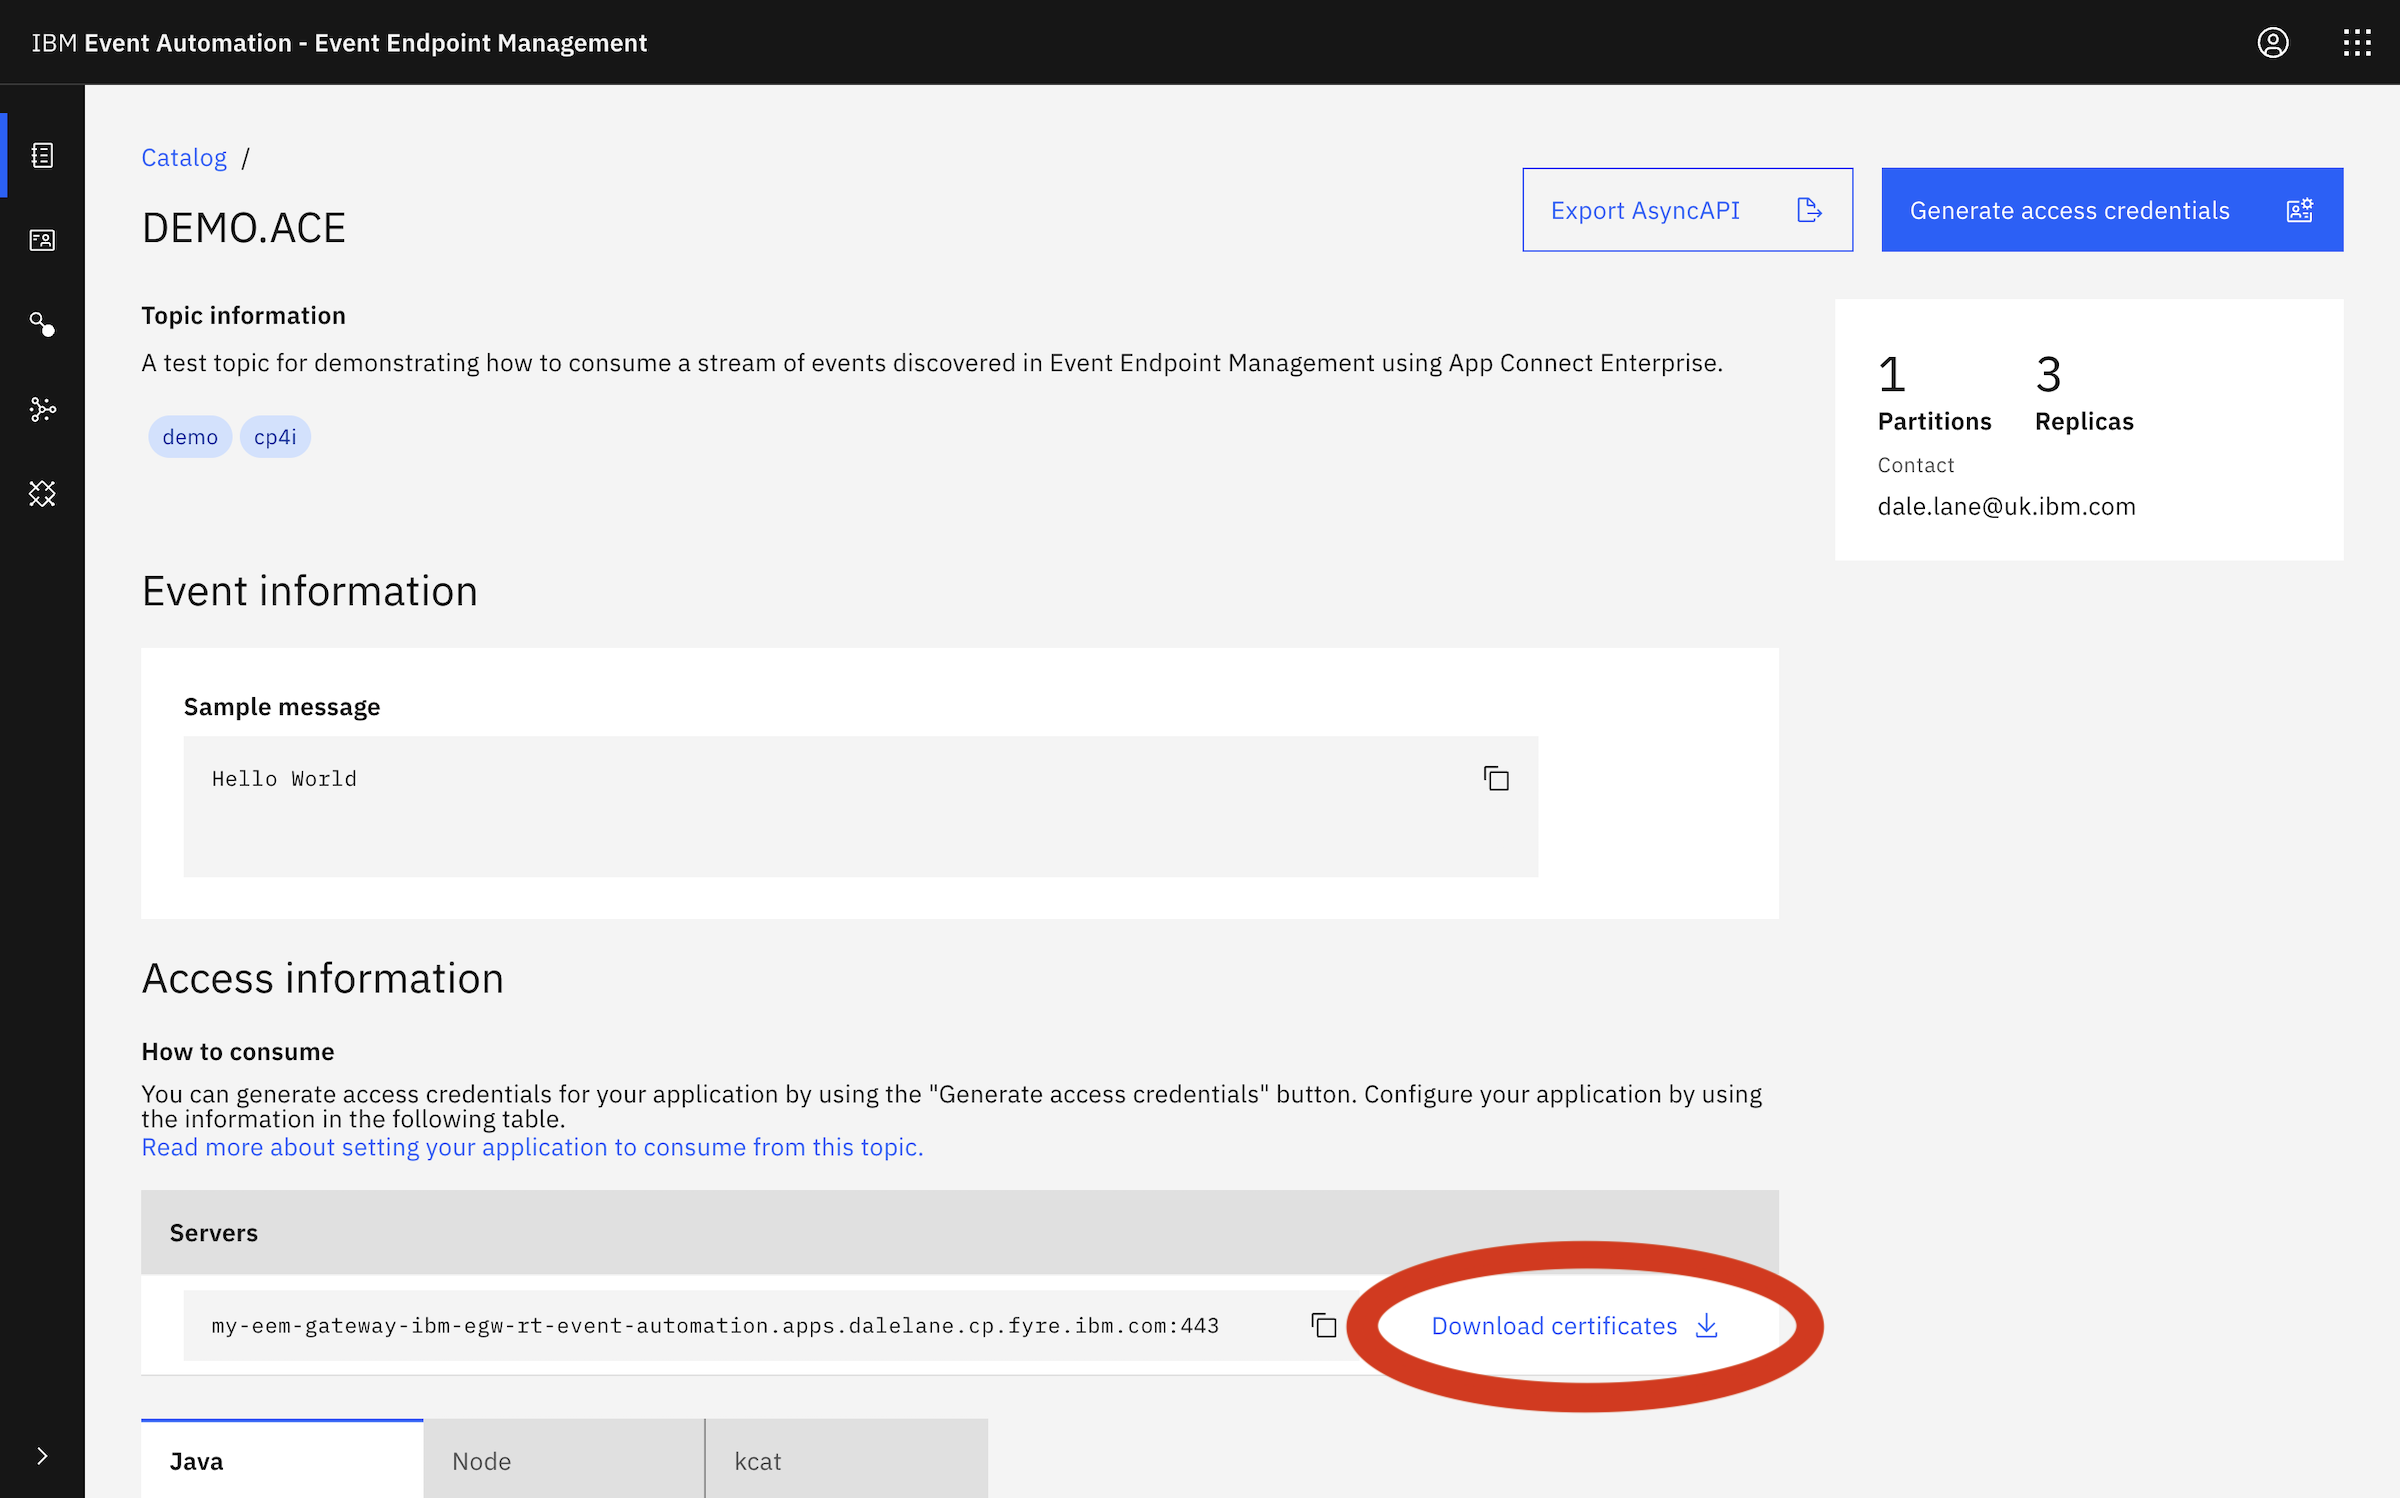 IBM Event Automation - Event Endpoint Management
Catalog /
DEMO.ACE
Export AsyncAPI
Generate access credentials
Topic information
A test topic for demonstrating how to consume a stream of events discovered in Event Endpoint Management using App Connect Enterprise.
demo cp4i
1 3
Partitions Replicas
Contact
dale.lane@uk.ibm.com
Event information
Sample message
Hello World
Access information
How to consume
You can generate access credentials for your application by using the "Generate access credentials" button. Configure your application by using
the information in the following table.
Read more about setting your application to consume from this topic.
Servers
my-eem-gateway-ibm-egw-rt-event-automation.apps.dalelane.cp.fyre.ibm.com:443
Download certificates
Java Node kcat